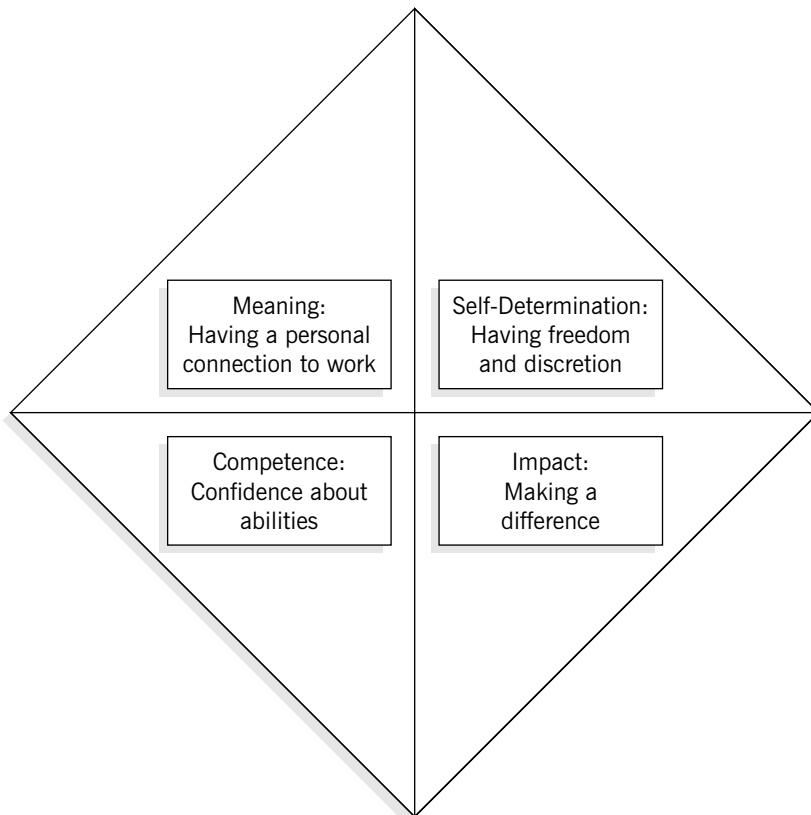 Meaning:
Having a personal
connection to work
Self-Determination:
Having freedom
and discretion
Competence:
Confidence about
abilities
Impact:
Making a
difference